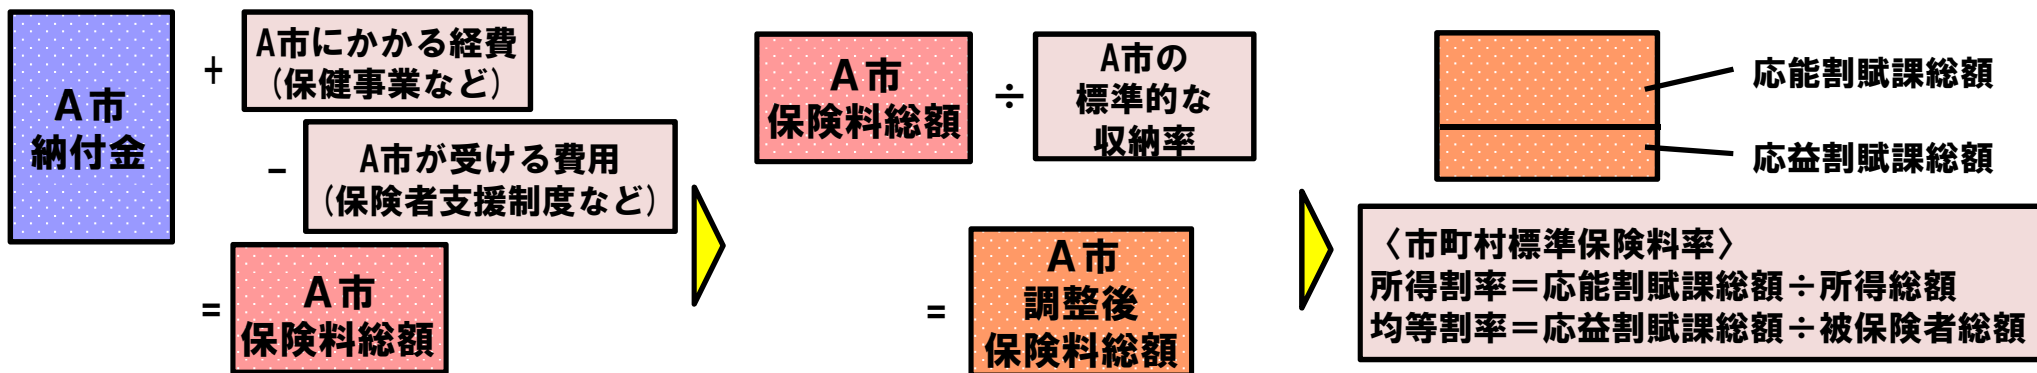 A市
納付金
+
A市にかかる経費
(保健事業など)
-
A市が受ける費用
(保険者支援制度など)
=
A市
保険料総額
A市
保険料総額
÷
A市の
標準的な
収納率
=
A市
調整後
保険料総額
応能割賦課総額
応益割賦課総額
〈市町村標準保険料率〉
所得割率＝応能割賦課総額÷所得総額
均等割率＝応益割賦課総額÷被保険者総額